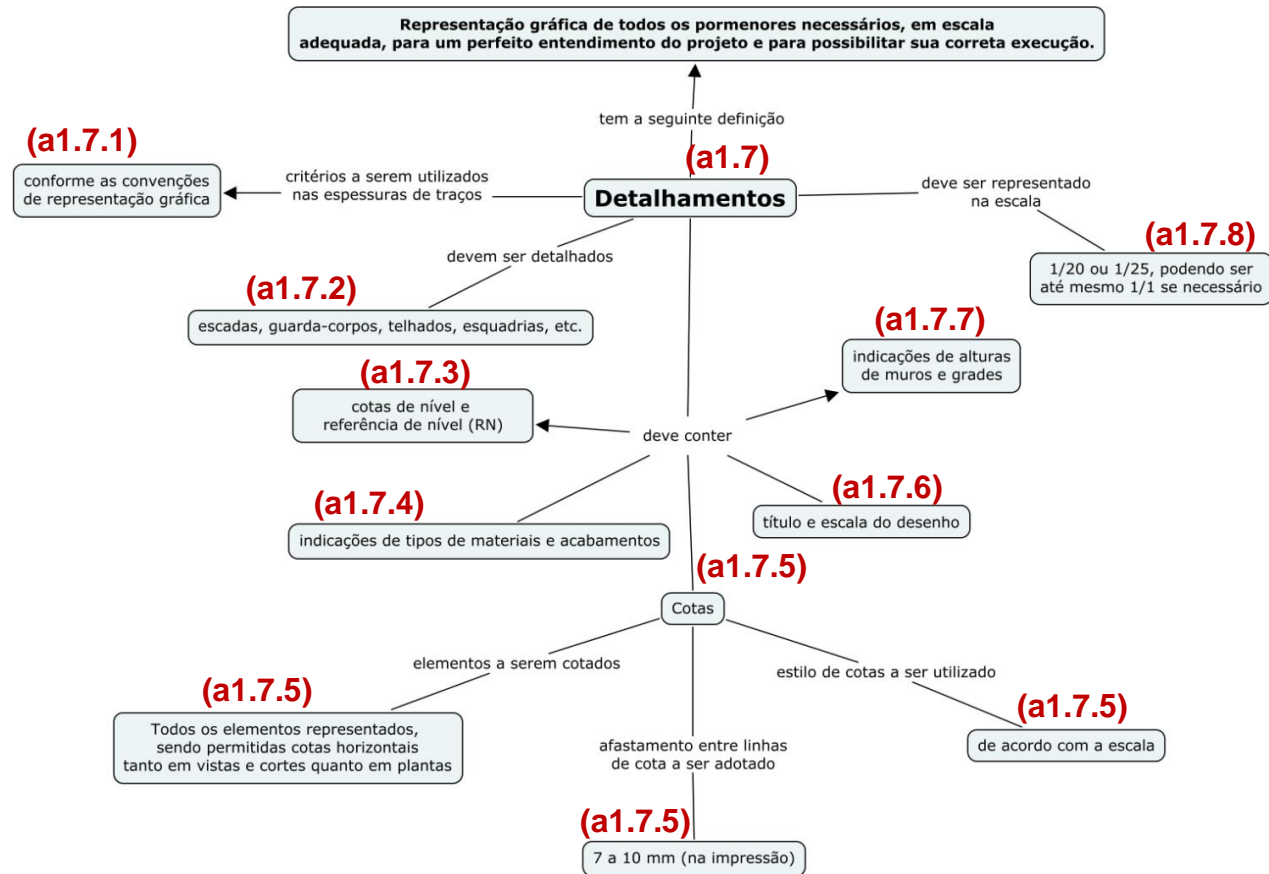 Representação gráfica de todos os pormenores necessários, em escala
adequada, para um perfeito entendimento do projeto e para possibilitar sua correta execução.
tem a seguinte definição
(a1.7)
Detalhamentos
(a1.7.1)
conforme as convenções
de representação gráfica
critérios a serem utilizados
nas espessuras de traços
deve ser representado
na escala
(a1.7.8)
1/20 ou 1/25, podendo ser
até mesmo 1/1 se necessário
devem ser detalhados
(a1.7.2)
escadas, guarda-corpos, telhados, esquadrias, etc.
(a1.7.7)
indicações de alturas
de muros e grades
(a1.7.3)
cotas de nível e
referência de nível (RN)
deve conter
(a1.7.4)
indicações de tipos de materiais e acabamentos
(a1.7.6)
título e escala do desenho
(a1.7.5)
Cotas
elementos a serem cotados
(a1.7.5)
Todos os elementos representados,
sendo permitidas cotas horizontais
tanto em vistas e cortes quanto em plantas
estilo de cotas a ser utilizado
(a1.7.5)
de acordo com a escala
afastamento entre linhas
de cota a ser adotado
(a1.7.5)
7 a 10 mm (na impressão)